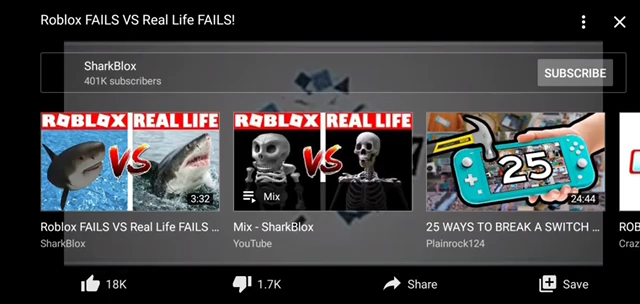 Roblox FAILS VS Real Life FAILS!
SharkBlox
401K subscribers
SUBSCRIBE
ROBLOX REAL LIFE
VS
3:32
Roblox FAILS VS Real Life FAILS ...
SharkBlox
ROBLOX REAL LIFE
VS
Mix
Mix - SharkBlox
YouTube
25
24:44
25 WAYS TO BREAK A SWITCH ...
Plainrock124
ROB
Craz
18K
1.7K
Share
Save